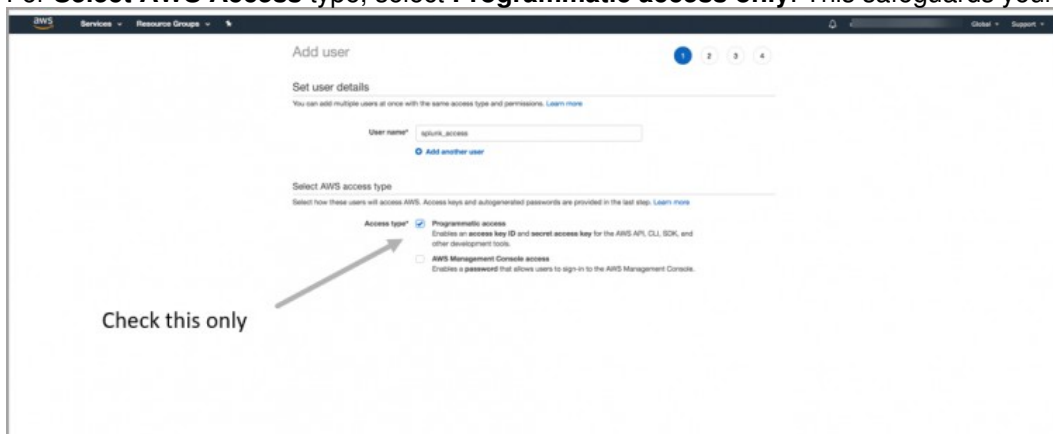 For Select AWS Access type, select Programmatic access only. This safeguards your
aws Services Resource Groups Global Support
Add user 1 2 3 4
Set user details
You can add multiple users at once with the same access type and permissions. Learn more
User name* splunk_access
Add another user
Select AWS access type
Select how these users will access AWS. Access keys and autogenerated passwords are provided in the last step. Learn more
Access type* Programmatic access
Enables an access key ID and secret access key for the AWS API, CLI, SDK, and
other development tools.
AWS Management Console access
Enables a password that allows users to sign-in to the AWS Management Console.
Check this only